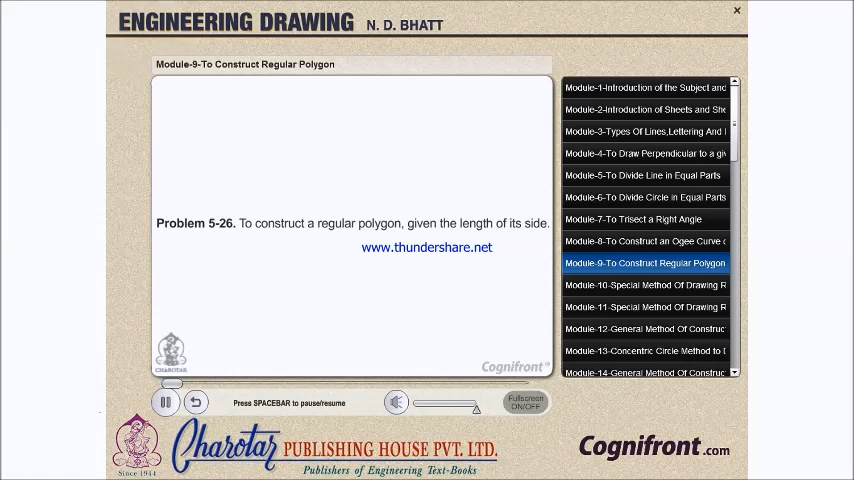 ENGINEERING DRAWING N. D. BHATT
×
Module-9-To Construct Regular Polygon
Problem 5-26. To construct a regular polygon, given the length of its side.
www.thundershare.net
CHAROTAR
Cognifront
Press SPACEBAR to pause/resume
Fullscreen
ON/OFF
Module-1-Introduction of the Subject and
Module-2-Introduction of Sheets and She
Module-3-Types Of Lines,Lettering And
Module-4-To Draw Perpendicular to a giv
Module-5-To Divide Line in Equal Parts
Module-6-To Divide Circle in Equal Parts
Module-7-To Trisect a Right Angle
Module-8-To Construct an Ogee Curve
Module-9-To Construct Regular Polygon
Module-10-Special Method Of Drawing R
Module-11-Special Method Of Drawing R
Module-12-General Method Of Construc
Module-13-Concentric Circle Method to
Module-14-General Method Of Construc
Since 1944
Charotar PUBLISHING HOUSE PVT. LTD.
Publishers of Engineering Text-Books
Cognifront.com